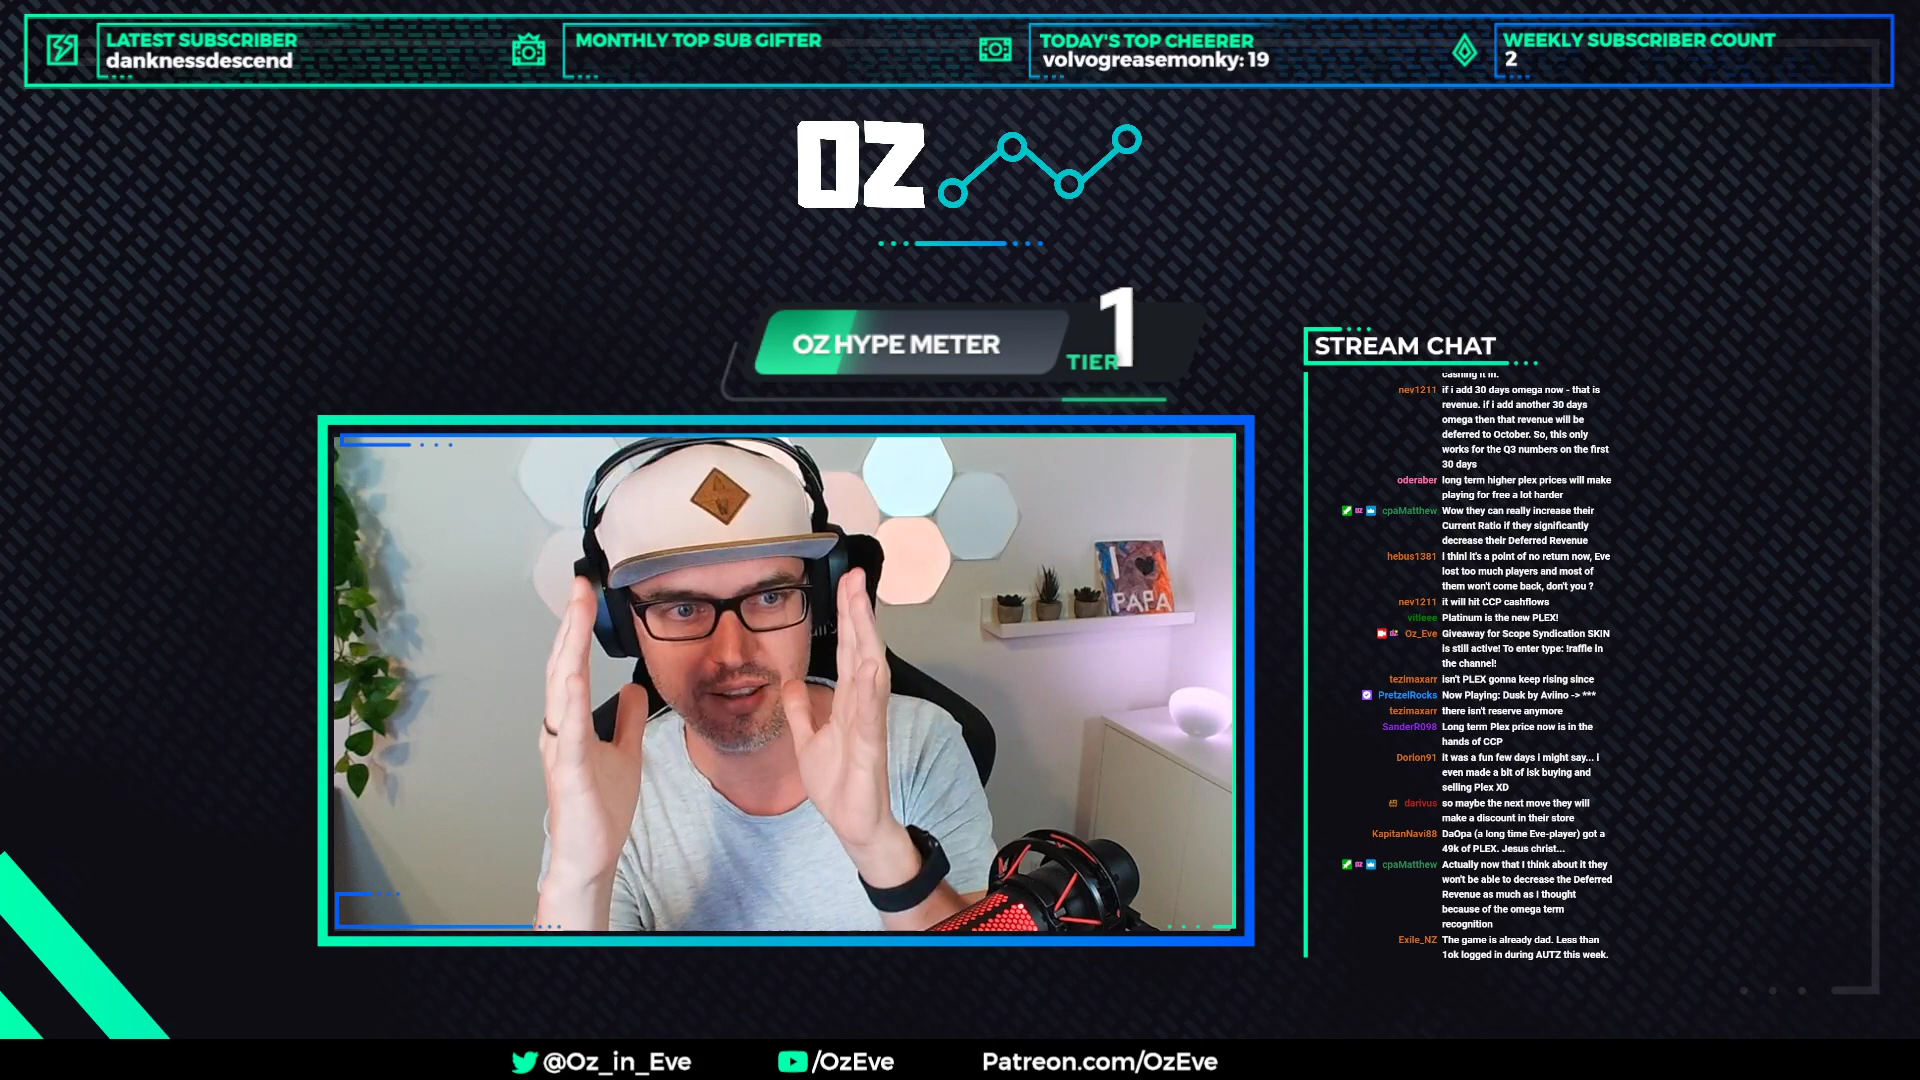 LATEST SUBSCRIBER
danknessdescend
MONTHLY TOP SUB GIFTER
TODAY'S TOP CHEERER
volvogreasemonky: 19
WEEKLY SUBSCRIBER COUNT
2
OZ
OZ HYPE METER
TIER 1
STREAM CHAT
cashing it in.
nev1211 if i add 30 days omega now - that is
revenue. if i add another 30 days
omega then that revenue will be
deferred to October. So, this only
works for the Q3 numbers on the first
30 days
oderaber long term higher plex prices will make
playing for free a lot harder
cpaMatthew Wow they can really increase their
Current Ratio if they significantly
decrease their Deferred Revenue
hebus1381 I thinl it's a point of no return now, Eve
lost too much players and most of
them won't come back, don't you ?
nev1211 it will hit CCP cashflows
vitleee Platinum is the new PLEX!
Oz_Eve Giveaway for Scope Syndication SKIN
is still active! To enter type: !raffle in
the channel!
tezimaxarr Isn't PLEX gonna keep rising since
PretzelRocks Now Playing: Dusk by Aviino -> ***
tezimaxarr there isn't reserve anymore
SanderR098 Long term Plex price now is in the
hands of CCP
Dorion91 it was a fun few days I might say... I
even made a bit of isk buying and
selling Plex XD
darivus so maybe the next move they will
make a discount in their store
KapitanNavi88 DaOpa (a long time Eve-player) got a
49k of PLEX. Jesus christ...
cpaMatthew Actually now that I think about it they
won't be able to decrease the Deferred
Revenue as much as I thought
because of the omega term
recognition
Exile_NZ The game is already dad. Less than
1ok logged in during AUTZ this week.
I
PAPA
@Oz_in_Eve
/OzEve
Patreon.com/OzEve